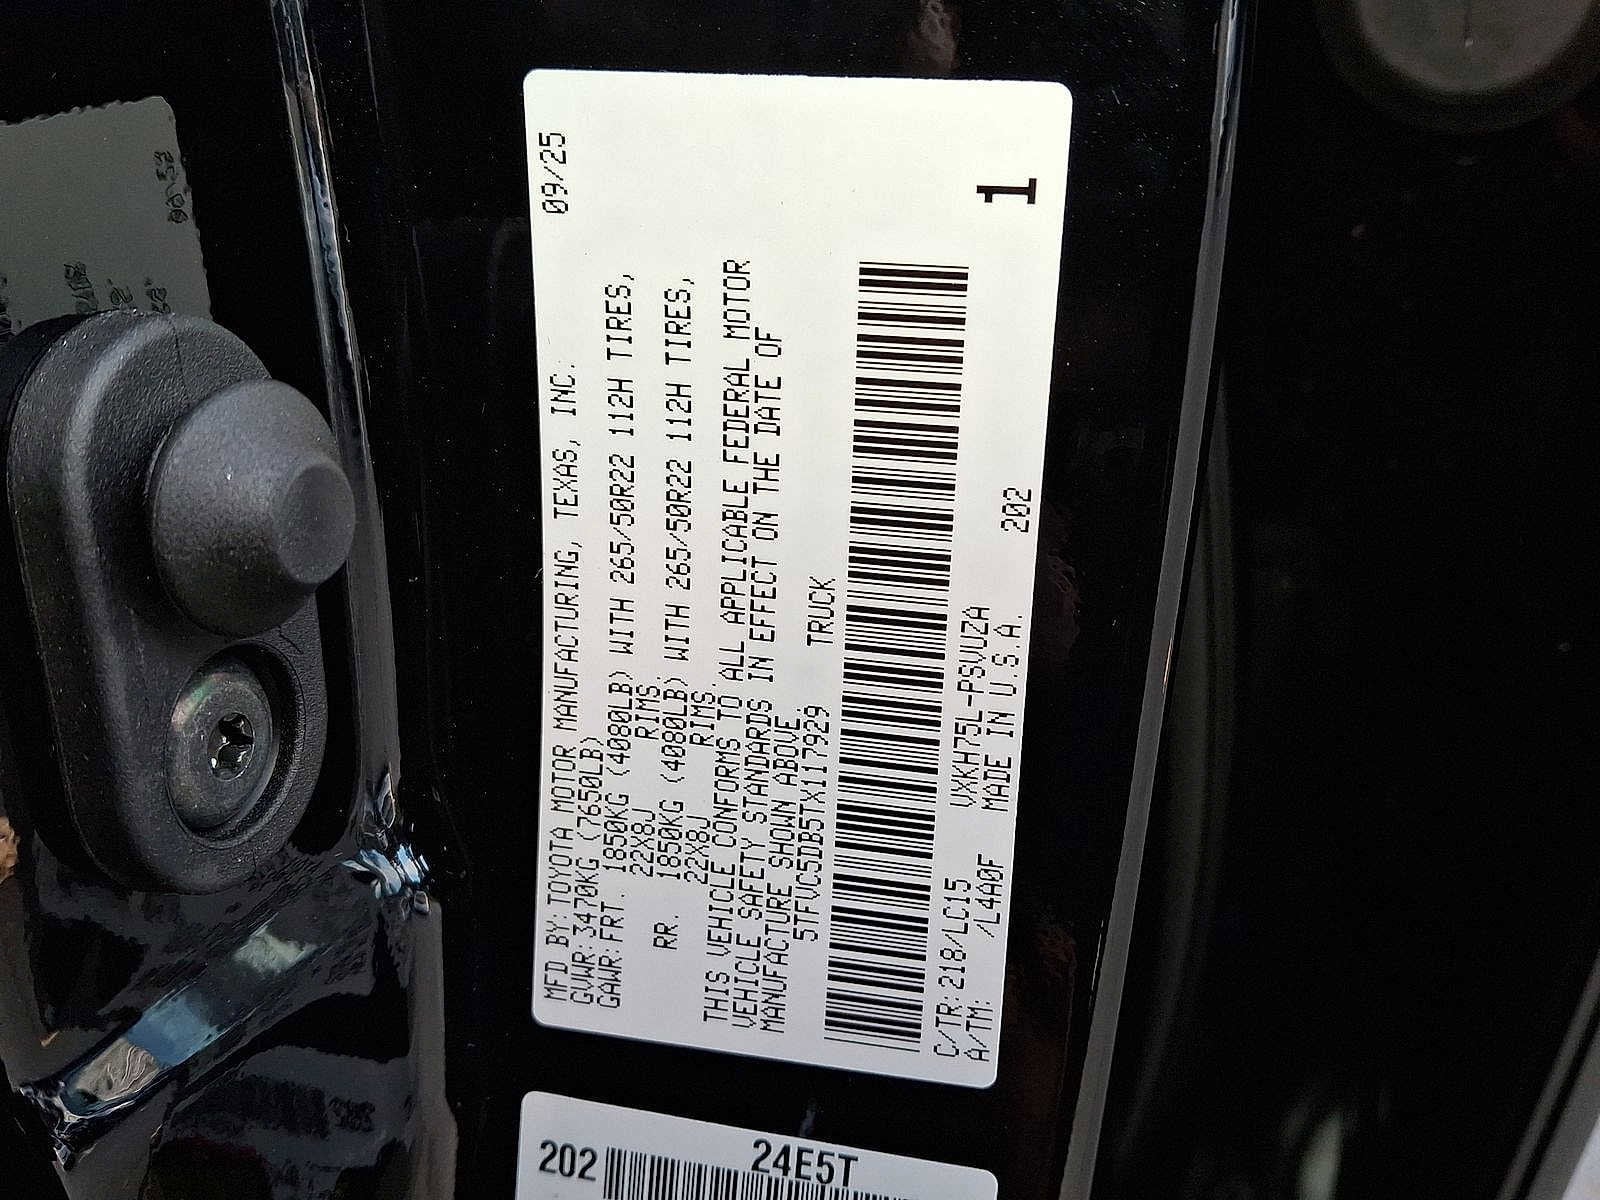 MFD BY: TOYOTA MOTOR MANUFACTURING, TEXAS, INC. 09/25
GVWR: 3470KG (7650LB)
GAWR: FRT. 1850KG (4080LB) WITH 265/50R22 112H TIRES,
22X8J RIMS
RR. 1850KG (4080LB) WITH 265/50R22 112H TIRES,
22X8J RIMS.
THIS VEHICLE CONFORMS TO ALL APPLICABLE FEDERAL MOTOR
VEHICLE SAFETY STANDARDS IN EFFECT ON THE DATE OF
MANUFACTURE SHOWN ABOVE.
5TFVC5DB5TX117929 TRUCK
1
C/TR: 218/LC15 VXKH75L-PSVUZA
A/TM: /L4A0F MADE IN U.S.A. 202
202 24E5T